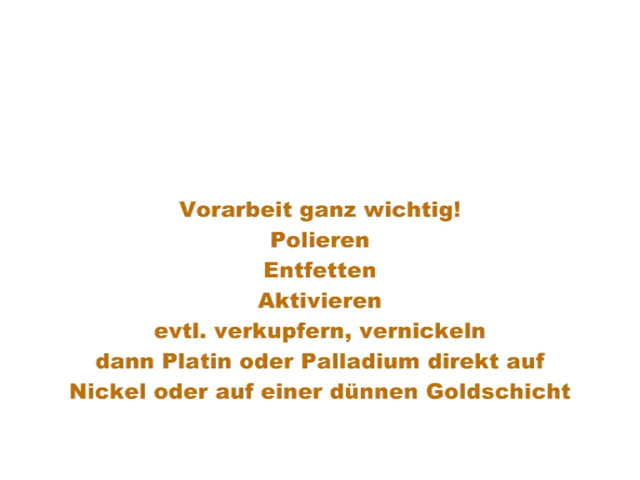 Vorarbeit ganz wichtig!
Polieren
Entfetten
Aktivieren
evtl. verkupfern, vernickeln
dann Platin oder Palladium direkt auf
Nickel oder auf einer dünnen Goldschicht